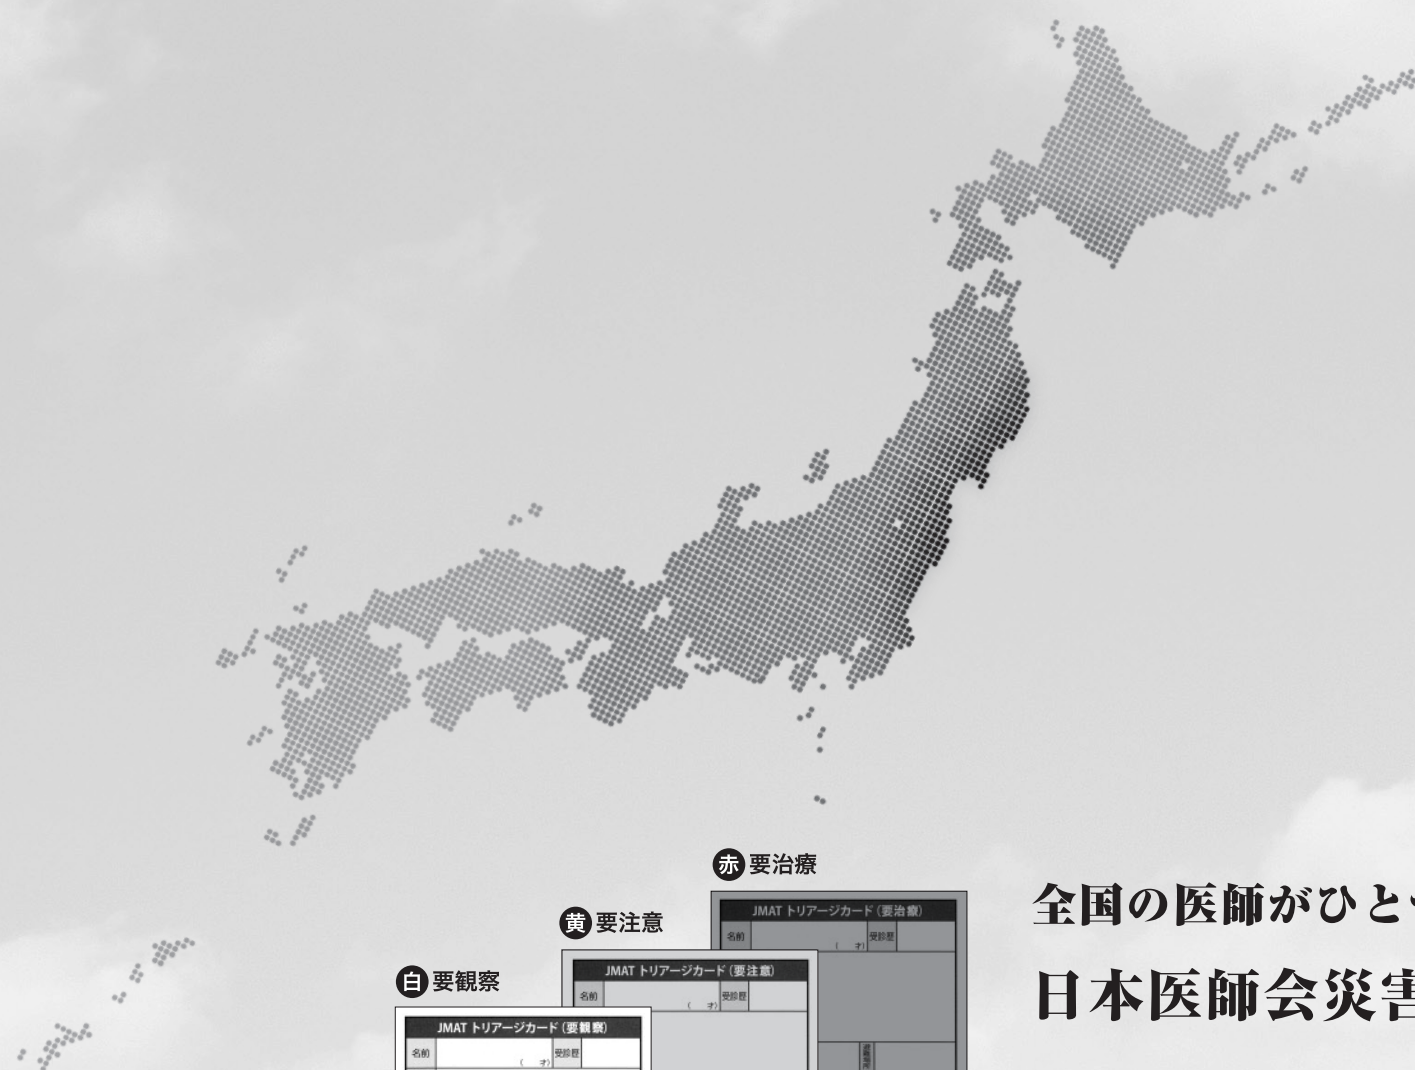 赤 要治療
JMAT トリアージカード（要治療）
名前
（ 才）
受診歴
黄 要注意
JMAT トリアージカード（要注意）
名前
（ 才）
受診歴
白 要観察
JMAT トリアージカード（要観察）
名前
（ 才）
受診歴
全国の医師がひと
日本医師会災害